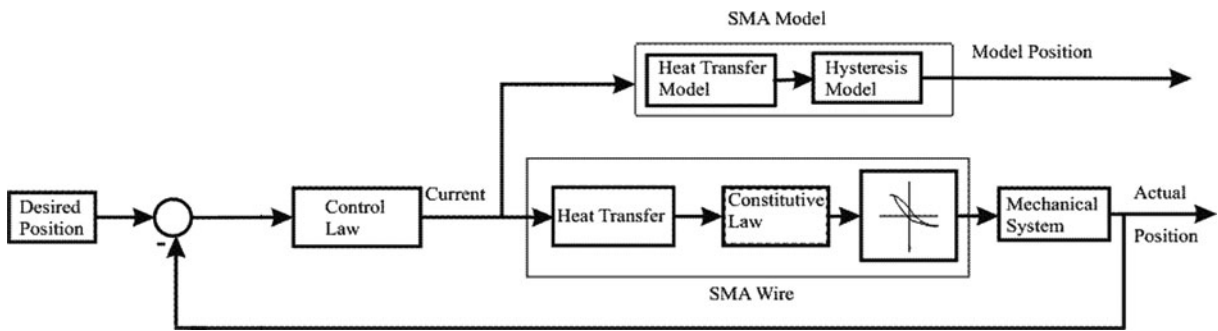 SMA Model
Heat Transfer
Model
Hysteresis
Model
Model Position
Desired
Position
-
Control
Law
Current
Heat Transfer
Constitutive
Law
Mechanical
System
Actual
Position
SMA Wire